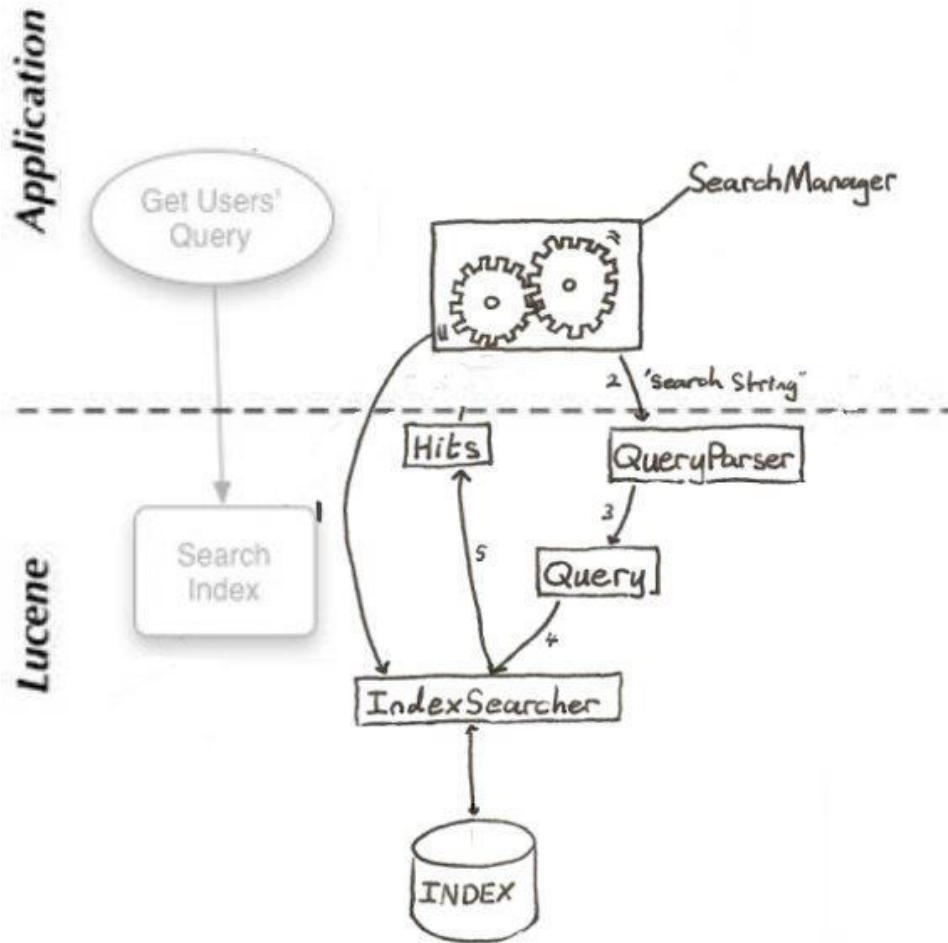 Application
Get Users'
Query
SearchManager
2 "search String"
Hits
QueryParser
1
3
5
Search
Index
Query
4
Lucene
IndexSearcher
INDEX